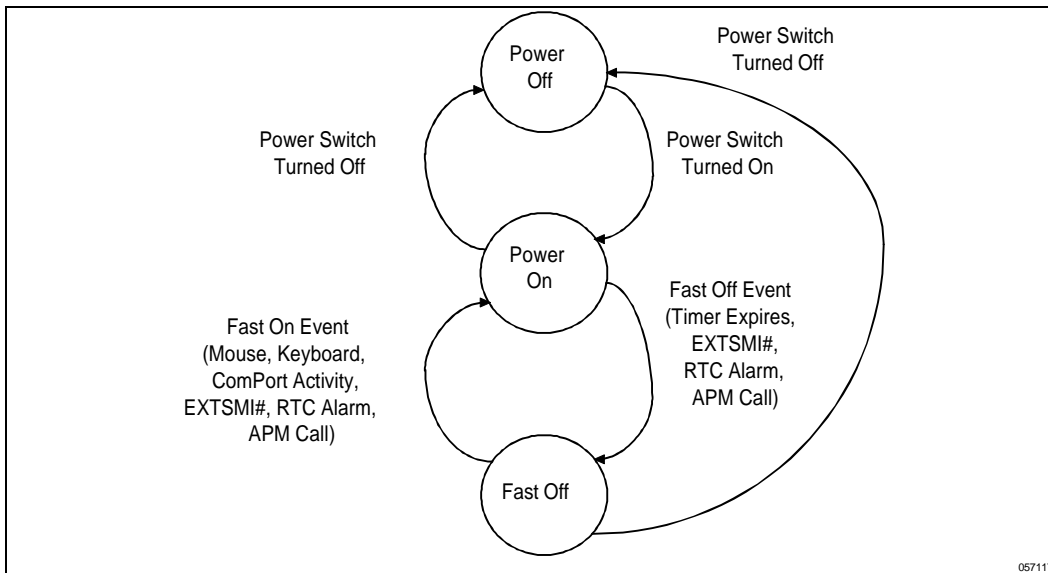 Power
Off
Power Switch
Turned Off
Power Switch
Turned Off
Power Switch
Turned On
Power
On
Fast On Event
(Mouse, Keyboard,
ComPort Activity,
EXTSMI#, RTC Alarm,
APM Call)
Fast Off Event
(Timer Expires,
EXTSMI#,
RTC Alarm,
APM Call)
Fast Off